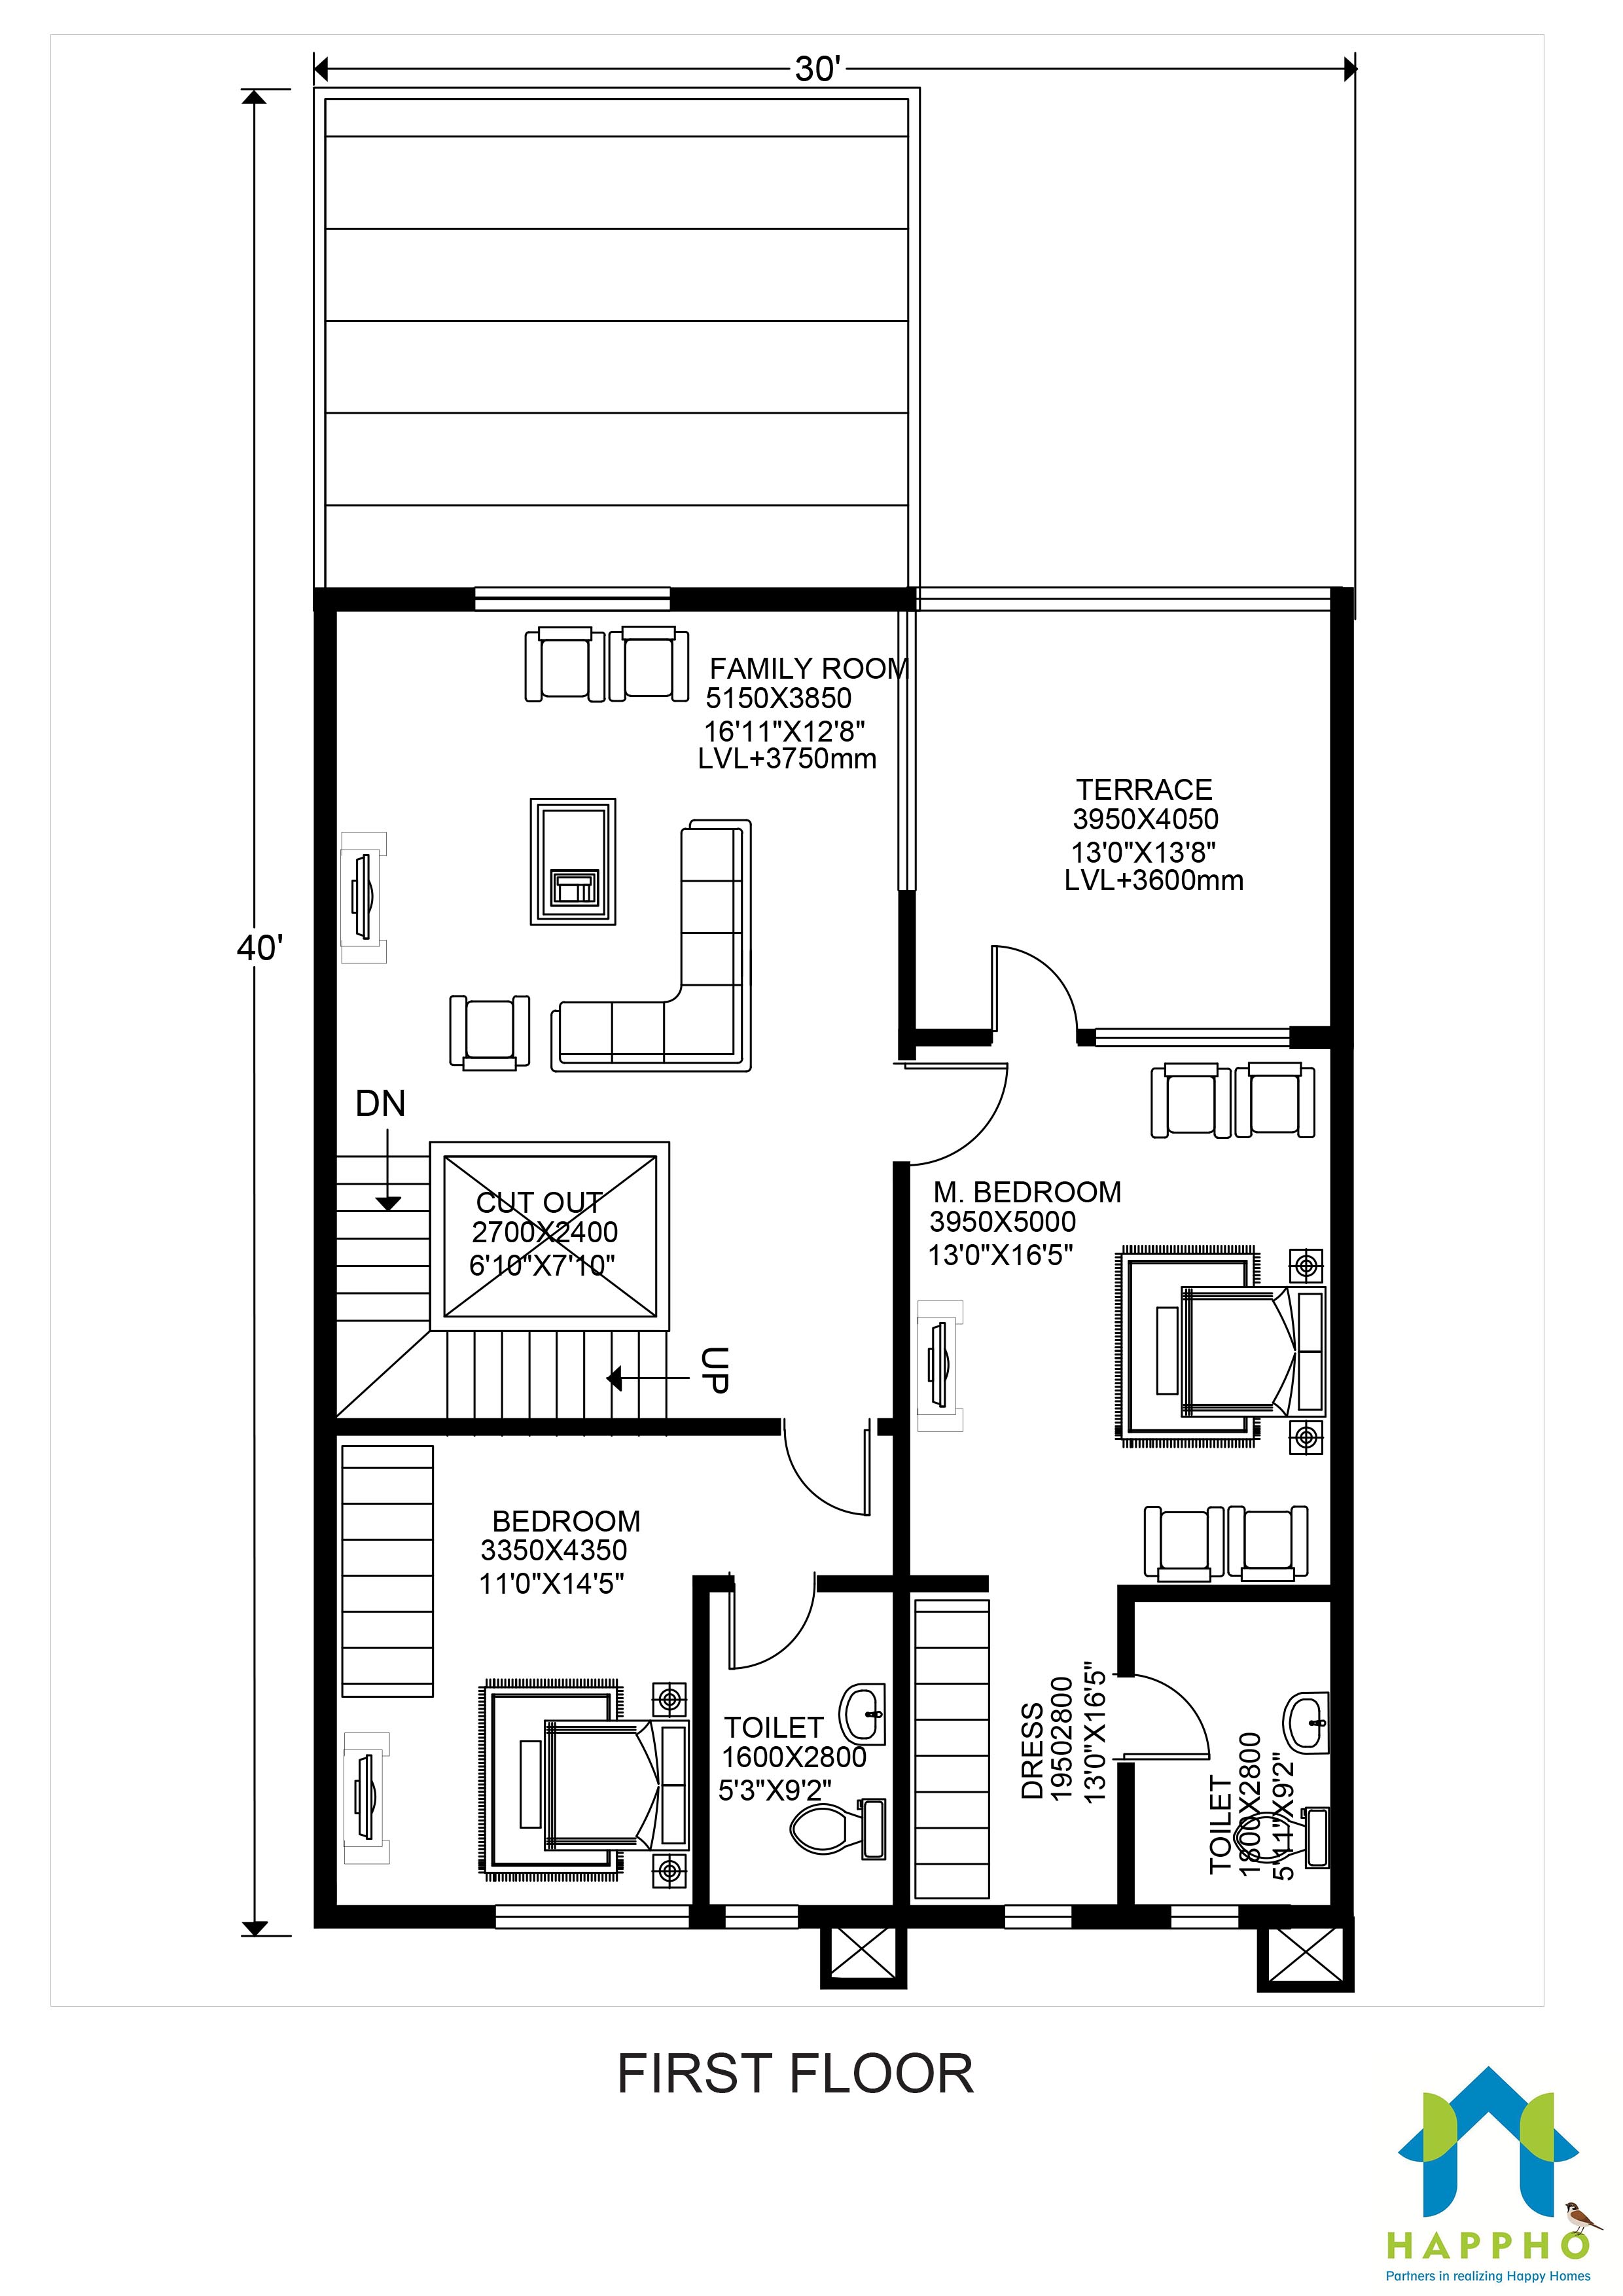 30'
40'
FAMILY ROOM
5150X3850
16'11"X12'8"
LVL+3750mm
TERRACE
3950X4050
13'0"X13'8"
LVL+3600mm
DN
CUT OUT
2700X2400
6'10"X7'10"
UP
M. BEDROOM
3950X5000
13'0"X16'5"
BEDROOM
3350X4350
11'0"X14'5"
TOILET
1600X2800
5'3"X9'2"
DRESS
19502800
13'0"X16'5"
TOILET
1800X2800
5'11"X9'2"
FIRST FLOOR
HAPPHO
Partners in realizing Happy Homes